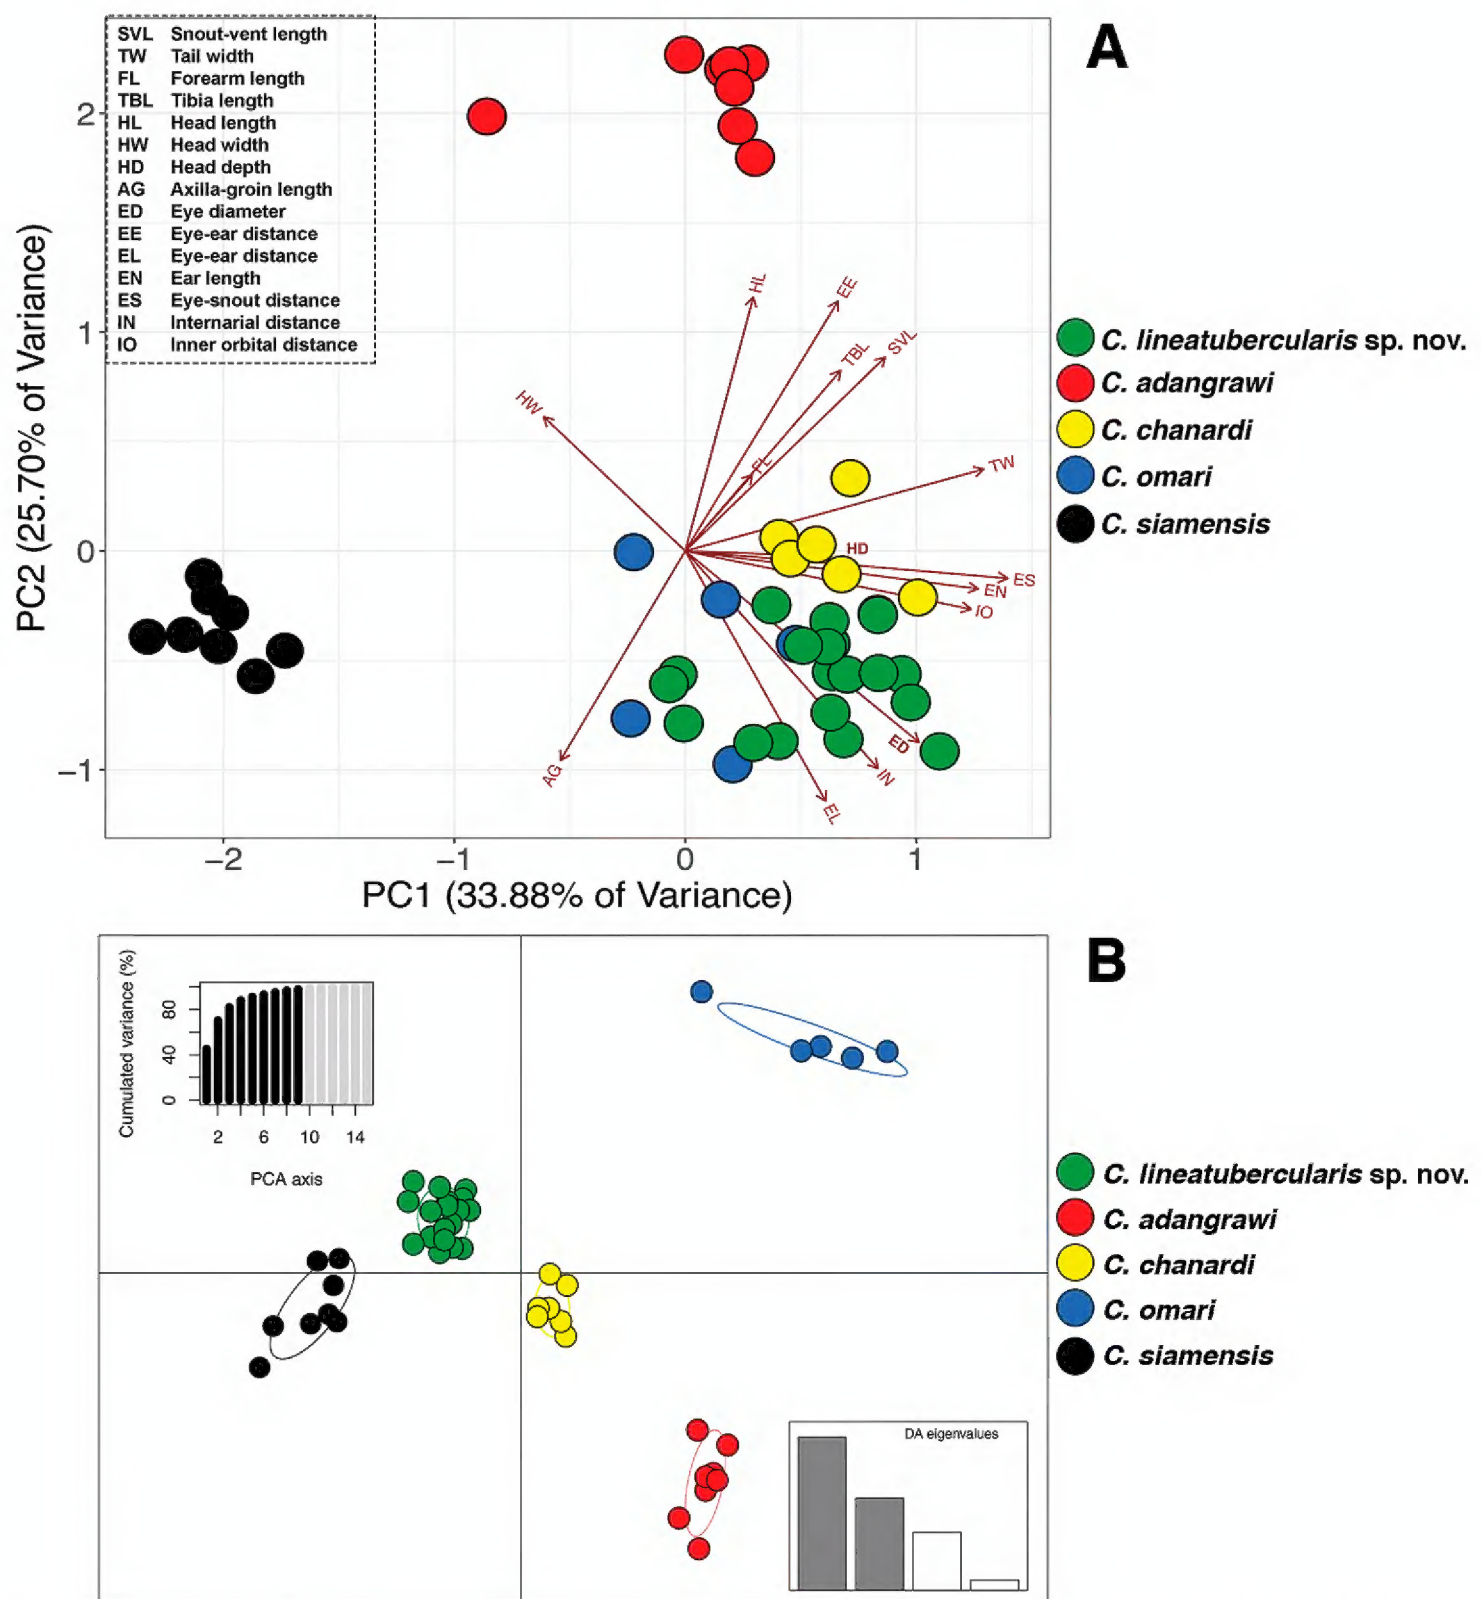 A
SVL Snout-vent length
TW Tail width
FL Forearm length
TBL Tibia length
HL Head length
HW Head width
HD Head depth
AG Axilla-groin length
ED Eye diameter
EE Eye-ear distance
EL Eye-ear distance
EN Ear length
ES Eye-snout distance
IN Internarial distance
IO Inner orbital distance
PC2 (25.70% of Variance)
2
1
0
−1
HL
EE
TBL
SVL
HW
FL
TW
HD
ES
EN
IO
ED
IN
EL
AG
−2 −1 0 1
PC1 (33.88% of Variance)
C. lineatubercularis sp. nov.
C. adangrawi
C. chanardi
C. omari
C. siamensis
B
Cumulated variance (%)
80
40
0
2 6 10 14
PCA axis
C. lineatubercularis sp. nov.
C. adangrawi
C. chanardi
C. omari
C. siamensis
DA eigenvalues